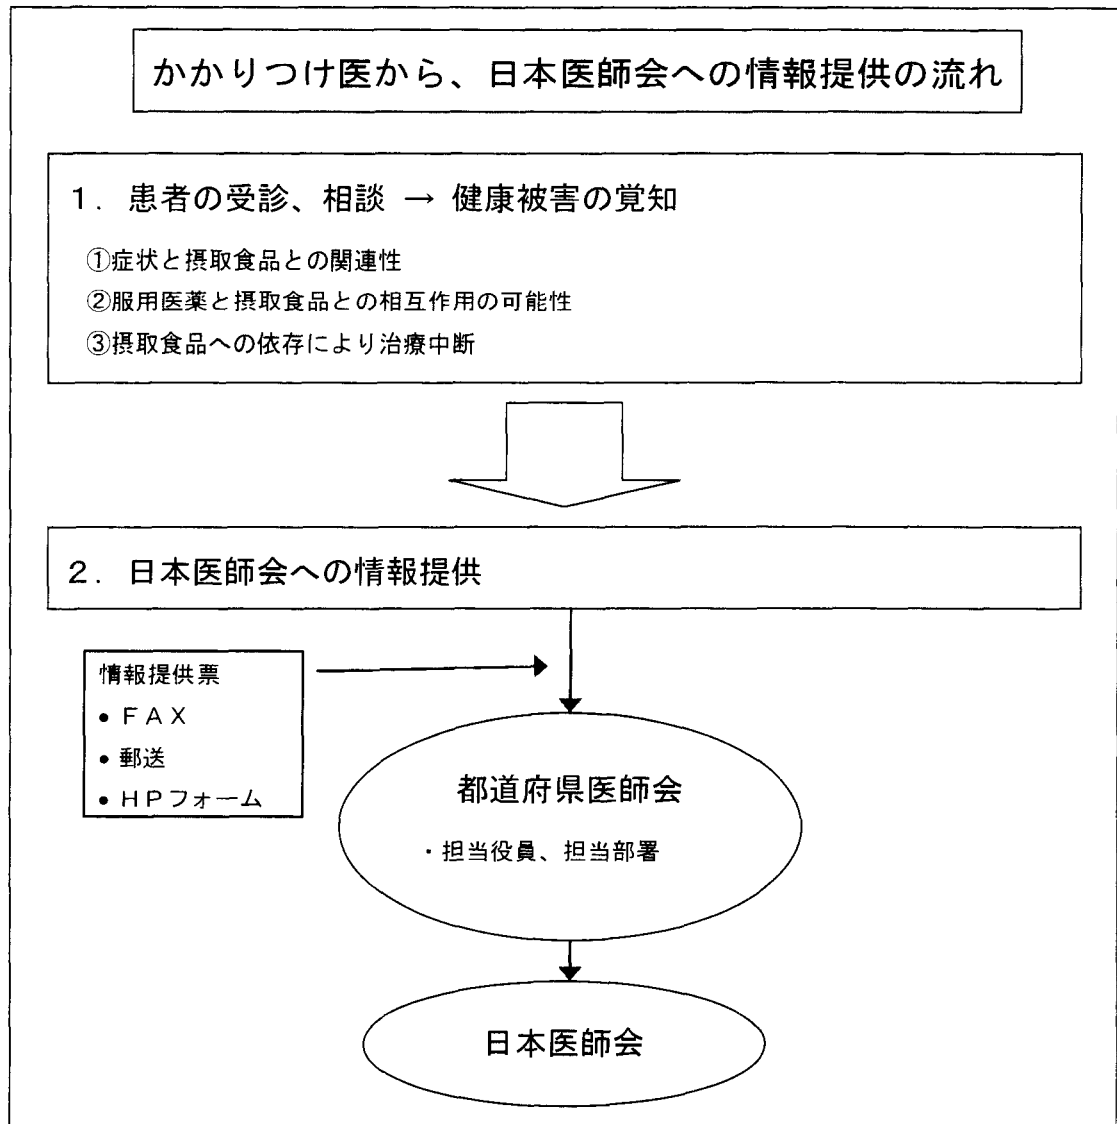 かかりつけ医から、日本医師会への情報提供の流れ
１．患者の受診、相談 → 健康被害の覚知
①症状と摂取食品との関連性
②服用医薬と摂取食品との相互作用の可能性
③摂取食品への依存により治療中断
２．日本医師会への情報提供
情報提供票
● ＦＡＸ
● 郵送
● ＨＰフォーム
都道府県医師会
・担当役員、担当部署
日本医師会